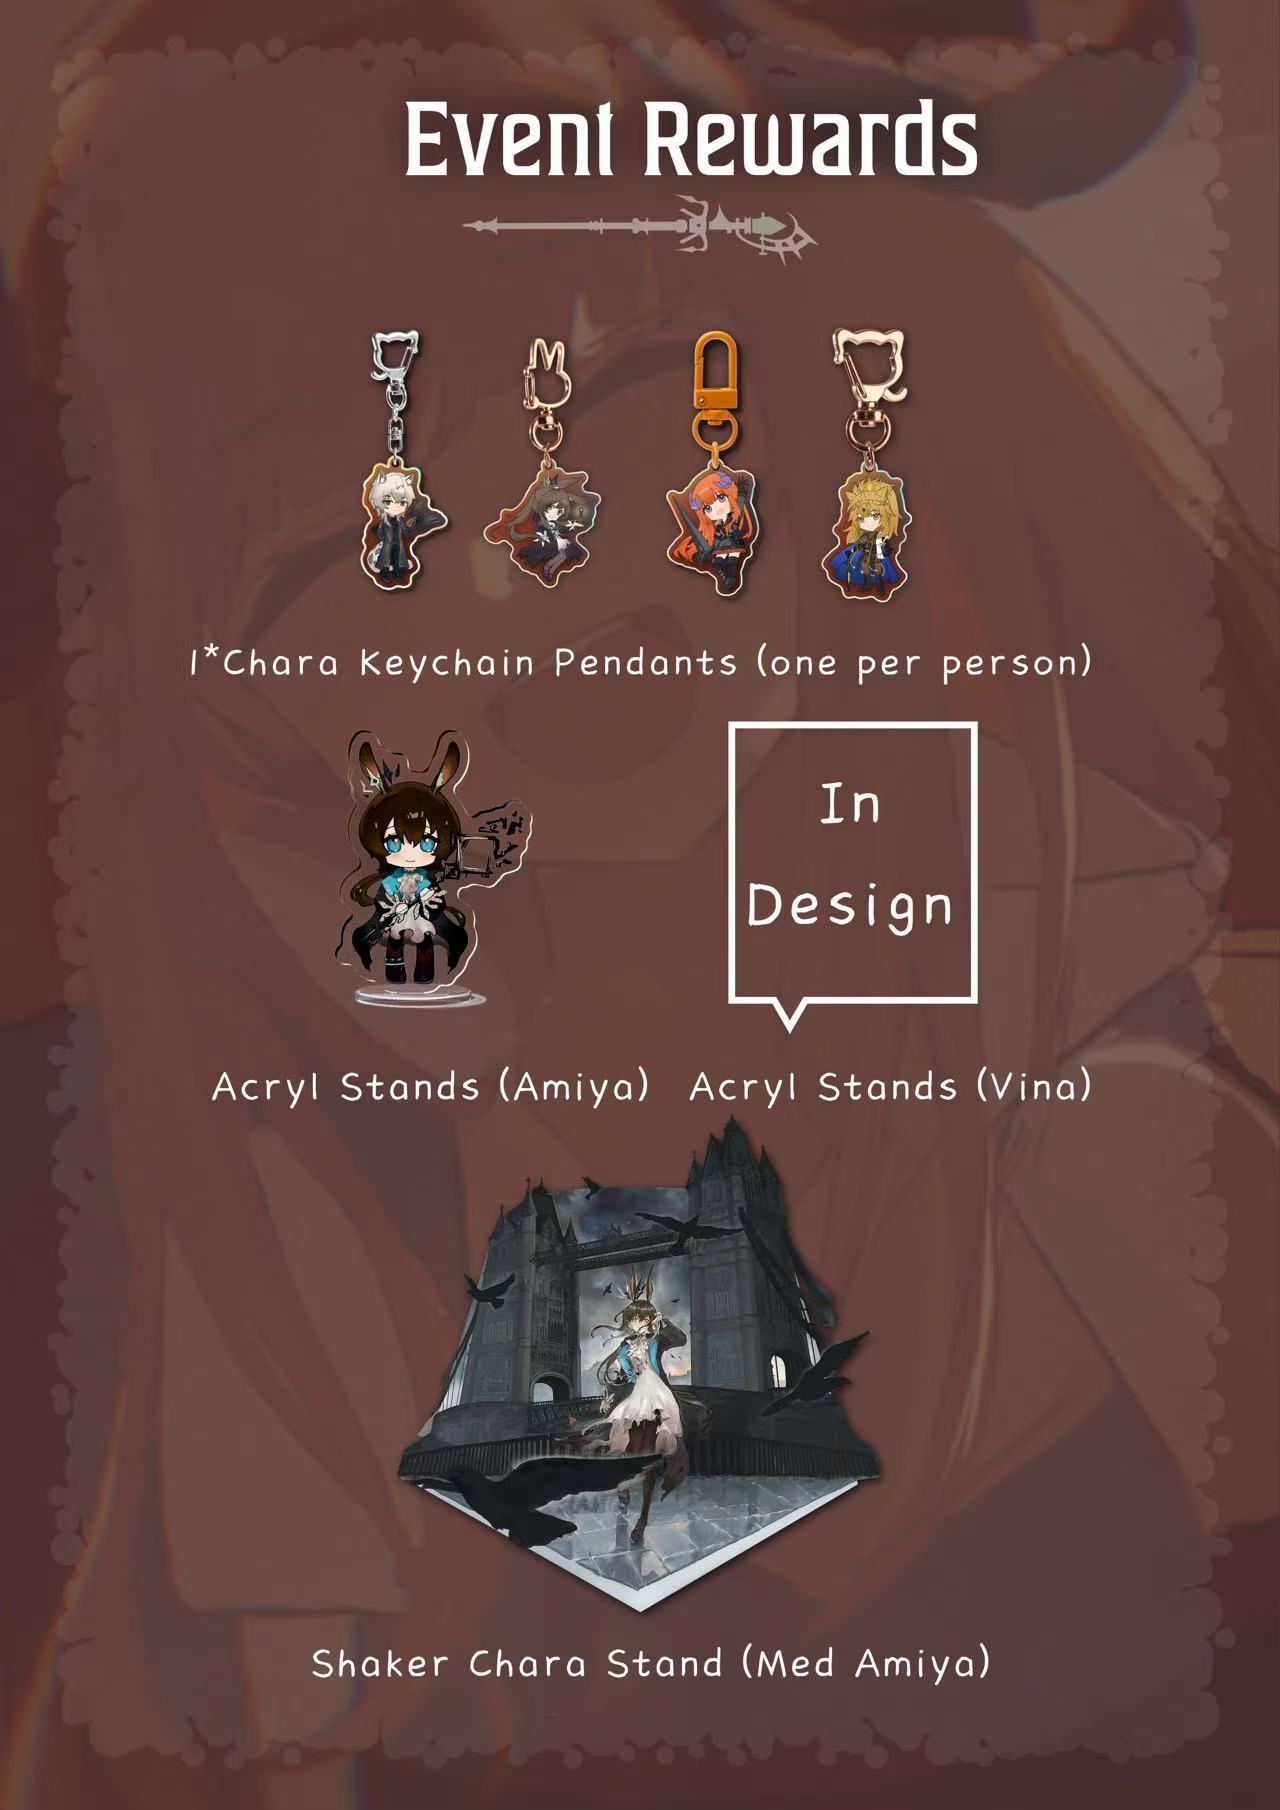 Event Rewards
1*Chara Keychain Pendants (one per person)
In
Design
Acryl Stands (Amiya) Acryl Stands (Vina)
Shaker Chara Stand (Med Amiya)